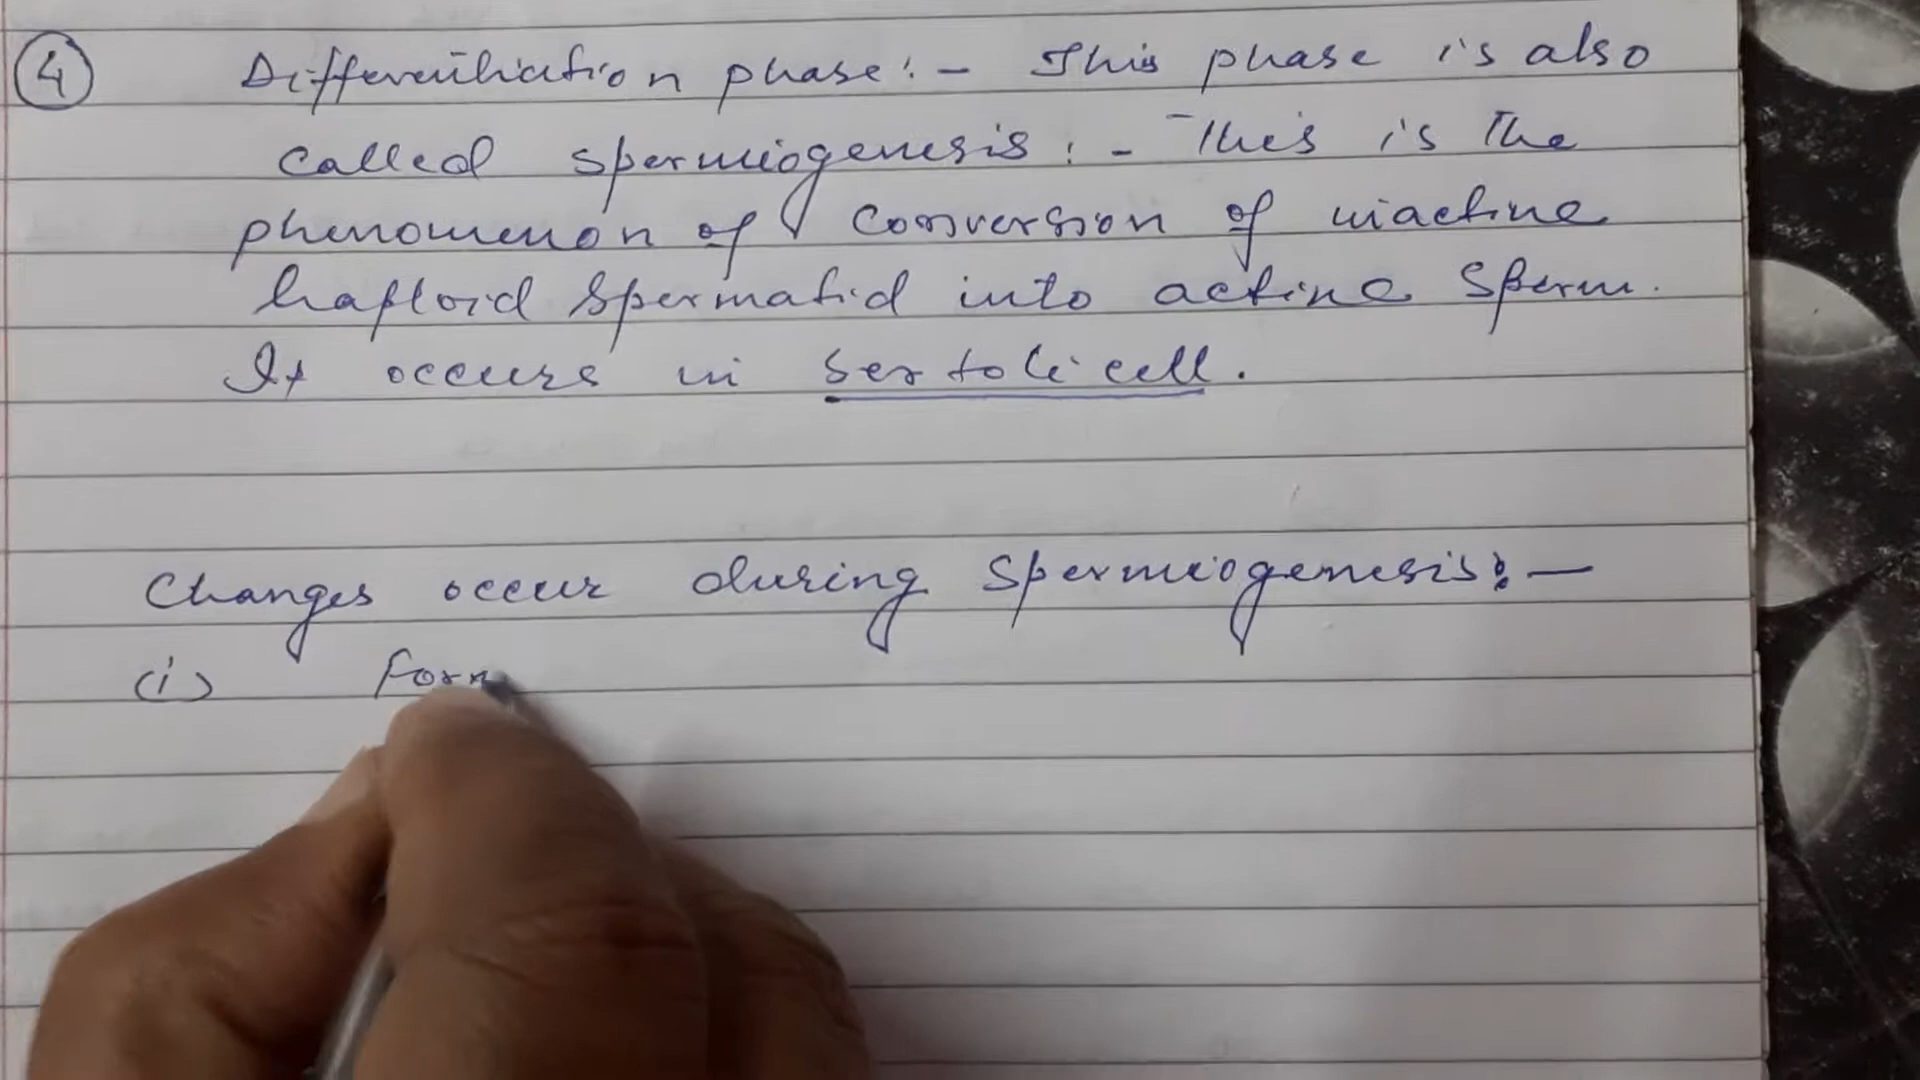 4 Differentiation phase:- This phase is also
called spermiogenesis:- This is the
phenomenon of conversion of inactive
haploid spermatid into active sperm.
It occurs in sertoli cell.
Changes occur during spermiogenesis:-
(i) Form